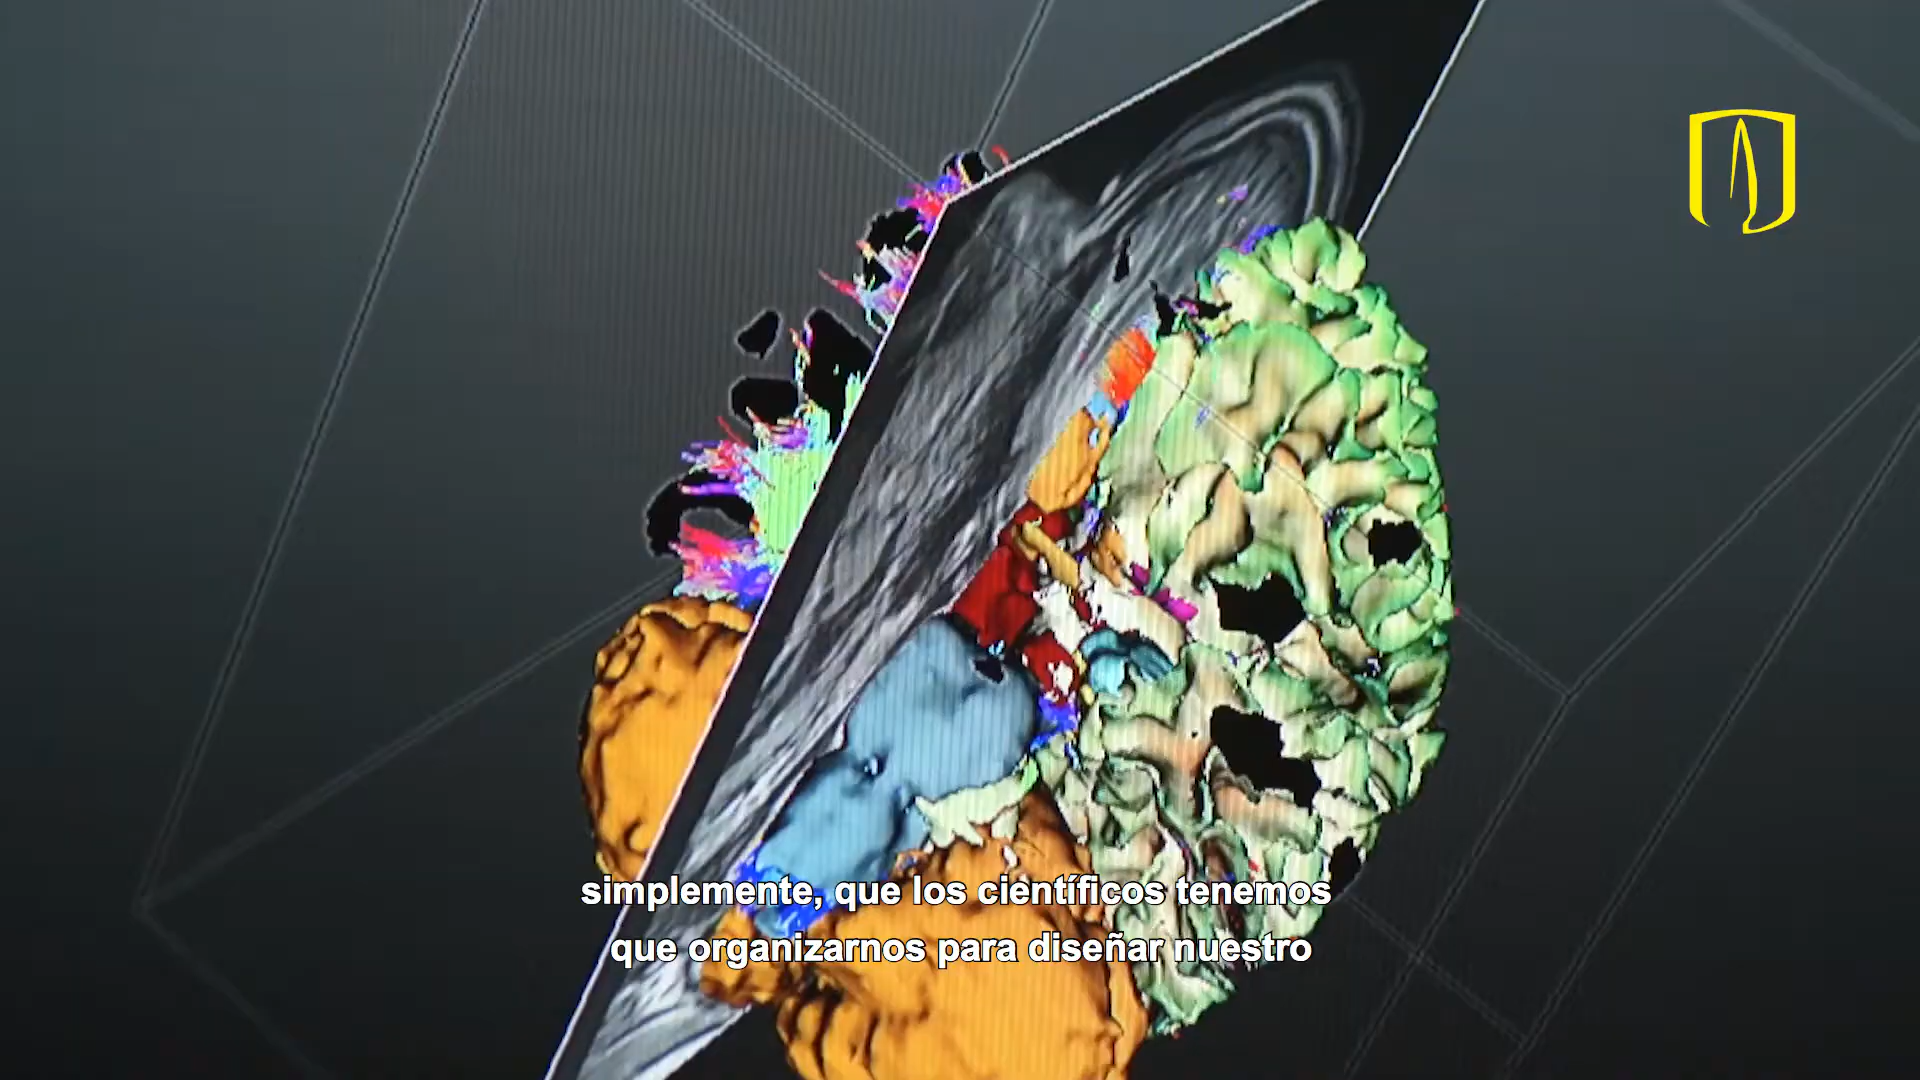 simplemente, que los científicos tenemos
que organizarnos para diseñar nuestro